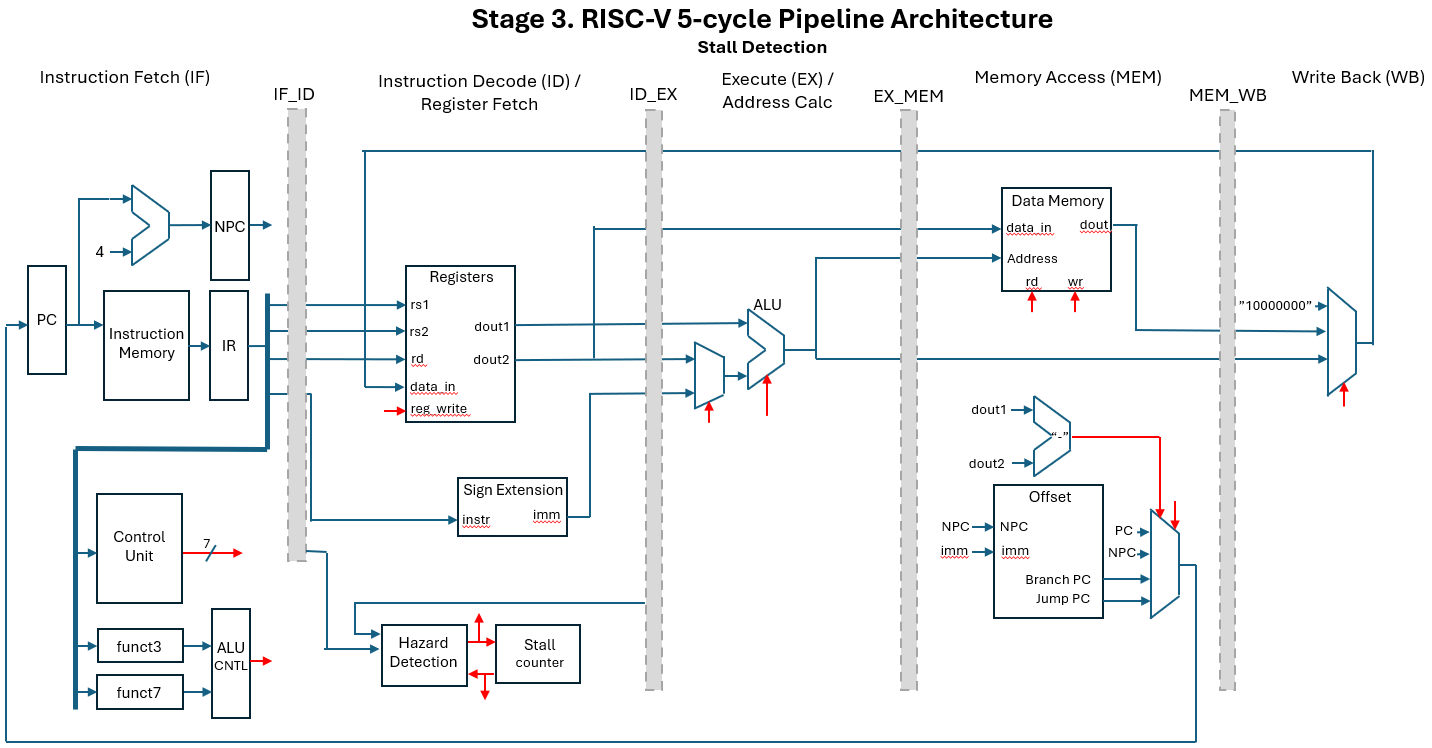 Stage 3. RISC-V 5-cycle Pipeline Architecture
Stall Detection
Instruction Fetch (IF)
IF_ID
Instruction Decode (ID) /
Register Fetch
ID_EX
Execute (EX) /
Address Calc
EX_MEM
Memory Access (MEM)
MEM_WB
Write Back (WB)
NPC
4
PC
Instruction
Memory
IR
Registers
rs1
rs2
rd
data_in
reg_write
dout1
dout2
ALU
Data Memory
data_in
dout
Address
rd
wr
”10000000”
Sign Extension
instr
imm
dout1
“-”
dout2
Offset
NPC
NPC
imm
imm
Branch PC
Jump PC
PC
NPC
Control
Unit
7
funct3
funct7
ALU
CNTL
Hazard
Detection
Stall
counter